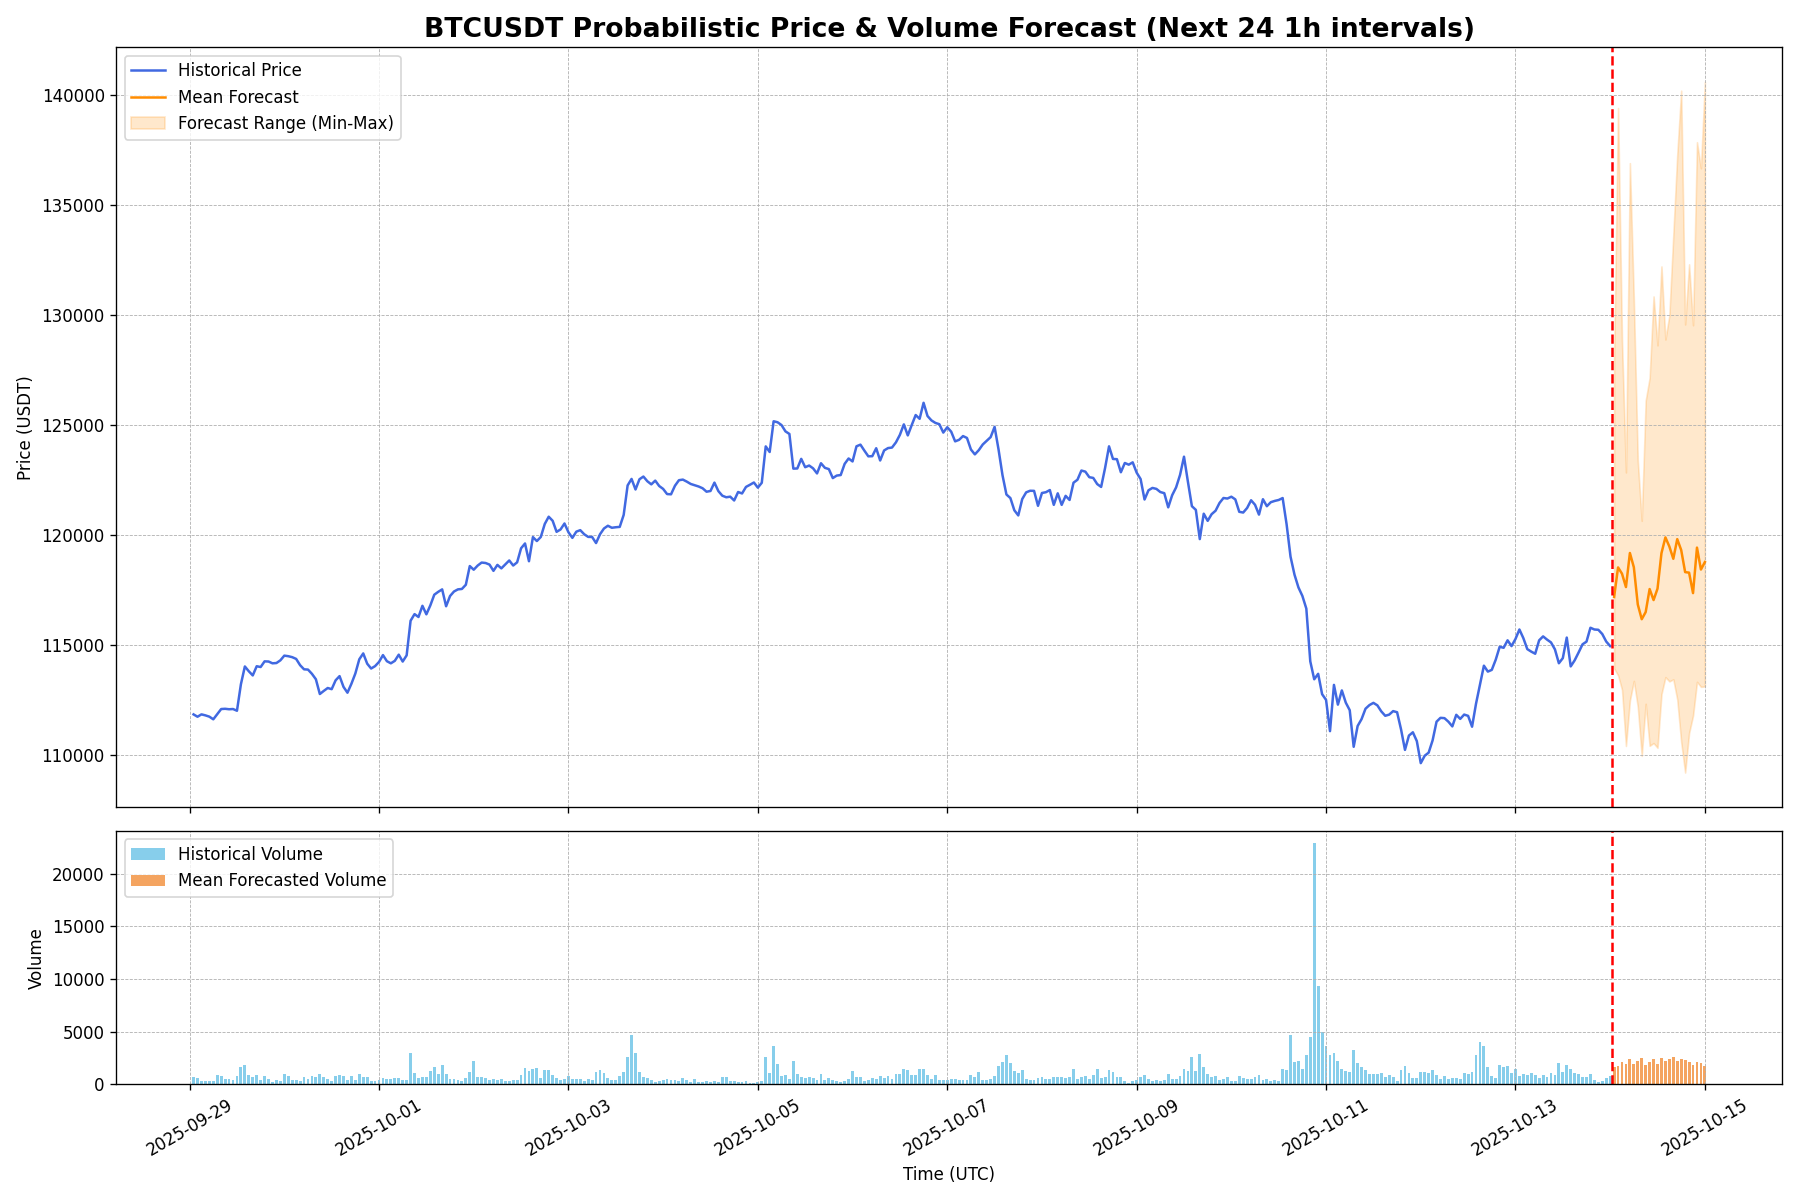 BTCUSDT Probabilistic Price & Volume Forecast (Next 24 1h intervals)
Historical Price
Mean Forecast
Forecast Range (Min-Max)
140000
135000
130000
125000
120000
115000
110000
Price (USDT)
Historical Volume
Mean Forecasted Volume
20000
15000
10000
5000
0
Volume
2025-09-29
2025-10-01
2025-10-03
2025-10-05
2025-10-07
2025-10-09
2025-10-11
2025-10-13
2025-10-15
Time (UTC)